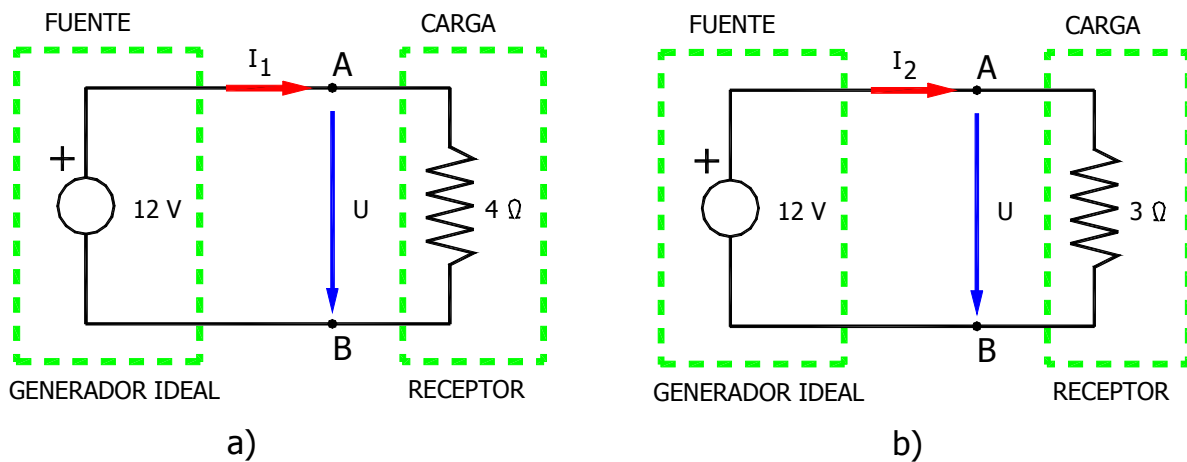 FUENTE
CARGA
I1
A
+
12 V
U
4 Ω
B
GENERADOR IDEAL
RECEPTOR
a)
FUENTE
CARGA
I2
A
+
12 V
U
3 Ω
B
GENERADOR IDEAL
RECEPTOR
b)